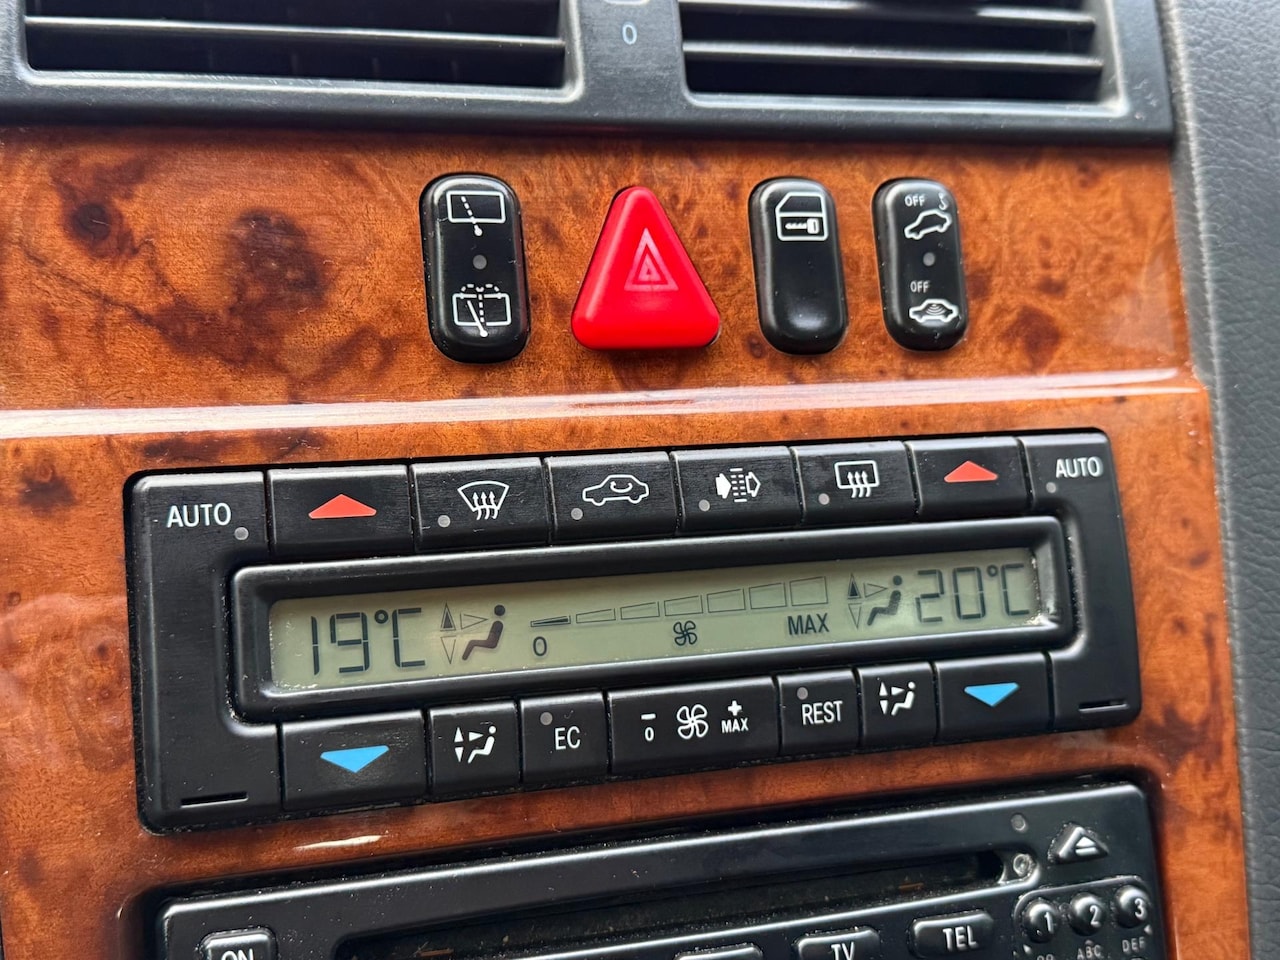 0
OFF
OFF
AUTO
AUTO
19°C
0
MAX
20°C
EC
-
0
+
MAX
REST
ON
TV
TEL
1
2
3
ABC
DEF